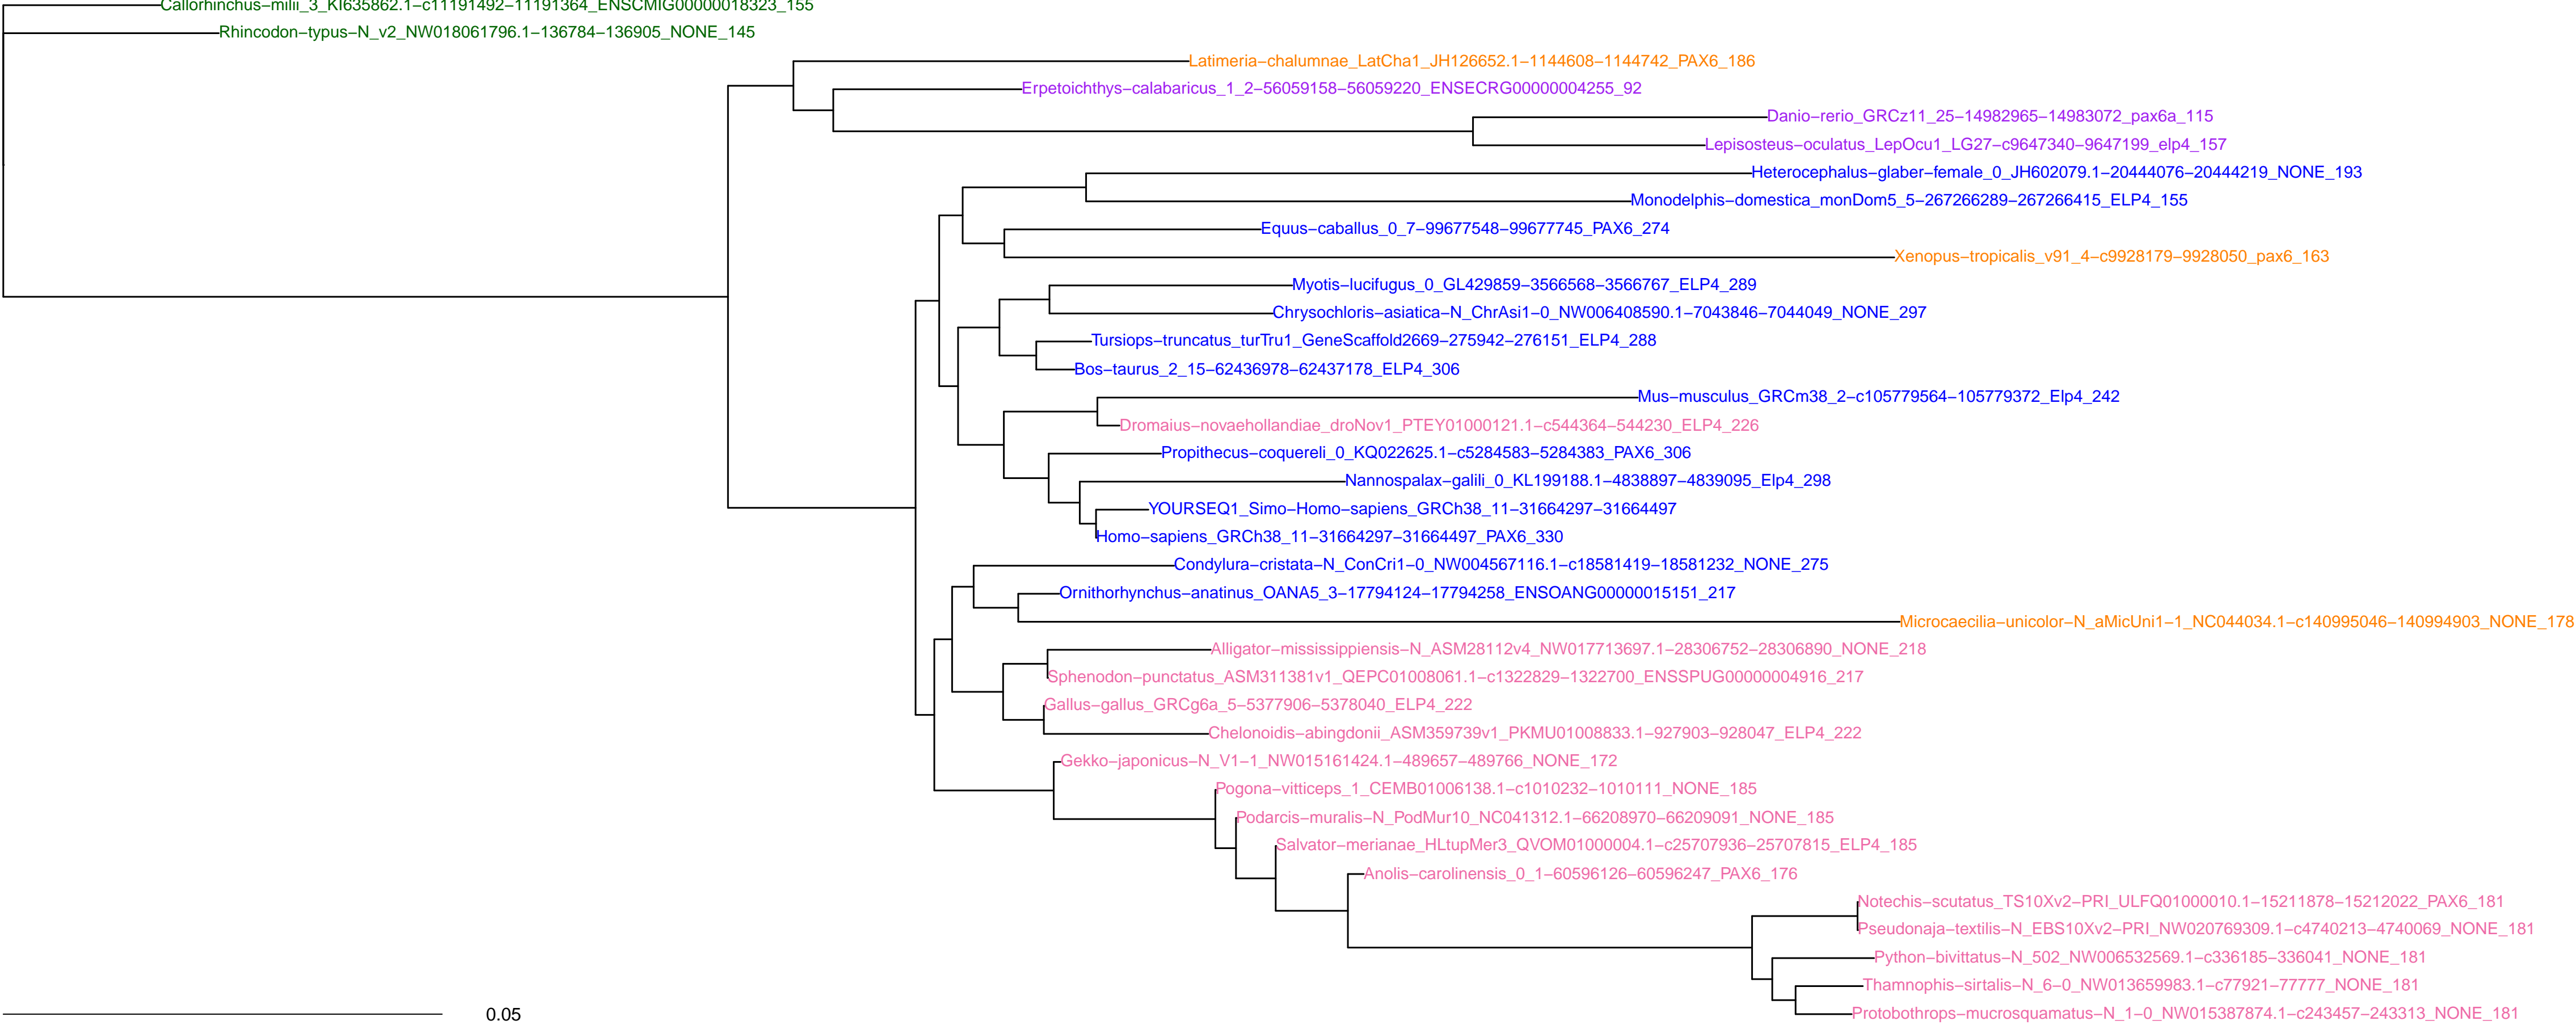 Callorhinchus−milii_3_KI635862.1−c11191492−11191364_ENSCMIG00000018323_155
Rhincodon−typus−N_v2_NW018061796.1−136784−136905_NONE_145
Latimeria−chalumnae_LatCha1_JH126652.1−1144608−1144742_PAX6_186
Erpetoichthys−calabaricus_1_2−56059158−56059220_ENSECRG00000004255_92
Danio−rerio_GRCz11_25−14982965−14983072_pax6a_115
Lepisosteus−oculatus_LepOcu1_LG27−c9647340−9647199_elp4_157
Heterocephalus−glaber−female_0_JH602079.1−20444076−20444219_NONE_193
Monodelphis−domestica_monDom5_5−267266289−267266415_ELP4_155
Equus−caballus_0_7−99677548−99677745_PAX6_274
Xenopus−tropicalis_v91_4−c9928179−9928050_pax6_163
Myotis−lucifugus_0_GL429859−3566568−3566767_ELP4_289
Chrysochloris−asiatica−N_ChrAsi1−0_NW006408590.1−7043846−7044049_NONE_297
Tursiops−truncatus_turTru1_GeneScaffold2669−275942−276151_ELP4_288
Bos−taurus_2_15−62436978−62437178_ELP4_306
Mus−musculus_GRCm38_2−c105779564−105779372_Elp4_242
Dromaius−novaehollandiae_droNov1_PTEY01000121.1−c544364−544230_ELP4_226
Propithecus−coquereli_0_KQ022625.1−c5284583−5284383_PAX6_306
Nannospalax−galili_0_KL199188.1−4838897−4839095_Elp4_298
YOURSEQ1_Simo−Homo−sapiens_GRCh38_11−31664297−31664497
Homo−sapiens_GRCh38_11−31664297−31664497_PAX6_330
Condylura−cristata−N_ConCri1−0_NW004567116.1−c18581419−18581232_NONE_275
Ornithorhynchus−anatinus_OANA5_3−17794124−17794258_ENSOANG00000015151_217
Microcaecilia−unicolor−N_aMicUni1−1_NC044034.1−c140995046−140994903_NONE_178
Alligator−mississippiensis−N_ASM28112v4_NW017713697.1−28306752−28306890_NONE_218
Sphenodon−punctatus_ASM311381v1_QEPC01008061.1−c1322829−1322700_ENSSPUG00000004916_217
Gallus−gallus_GRCg6a_5−5377906−5378040_ELP4_222
Chelonoidis−abingdonii_ASM359739v1_PKMU01008833.1−927903−928047_ELP4_222
Gekko−japonicus−N_V1−1_NW015161424.1−489657−489766_NONE_172
Pogona−vitticeps_1_CEMB01006138.1−c1010232−1010111_NONE_185
Podarcis−muralis−N_PodMur10_NC041312.1−66208970−66209091_NONE_185
Salvator−merianae_HLtupMer3_QVOM01000004.1−c25707936−25707815_ELP4_185
Anolis−carolinensis_0_1−60596126−60596247_PAX6_176
Notechis−scutatus_TS10Xv2−PRI_ULFQ01000010.1−15211878−15212022_PAX6_181
Pseudonaja−textilis−N_EBS10Xv2−PRI_NW020769309.1−c4740213−4740069_NONE_181
Python−bivittatus−N_502_NW006532569.1−c336185−336041_NONE_181
Thamnophis−sirtalis−N_6−0_NW013659983.1−c77921−77777_NONE_181
Protobothrops−mucrosquamatus−N_1−0_NW015387874.1−c243457−243313_NONE_181
0.05